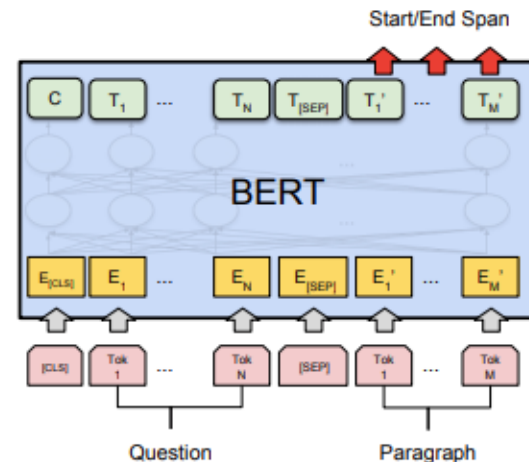 Start/End Span
C T1 ... TN T[SEP] T1' ... TM'
...
BERT
...
E[CLS] E1 ... EN E[SEP] E1' ... EM'
[CLS] Tok 1 ... Tok N [SEP] Tok 1 ... Tok M
Question Paragraph